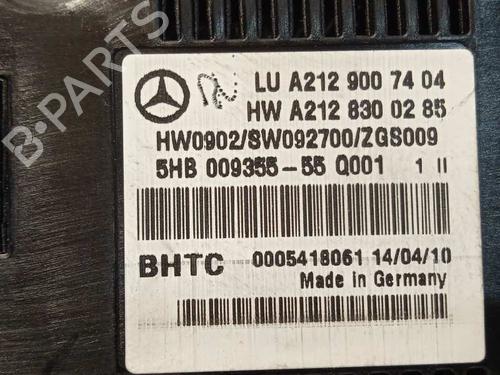 B-PARTS
LU A212 900 74 04
HW A212 830 02 85
HW0902/SW092700/ZGS009
5HB 009355-55 Q001 1 II
BHTC 0005418061 14/04/10
Made in Germany